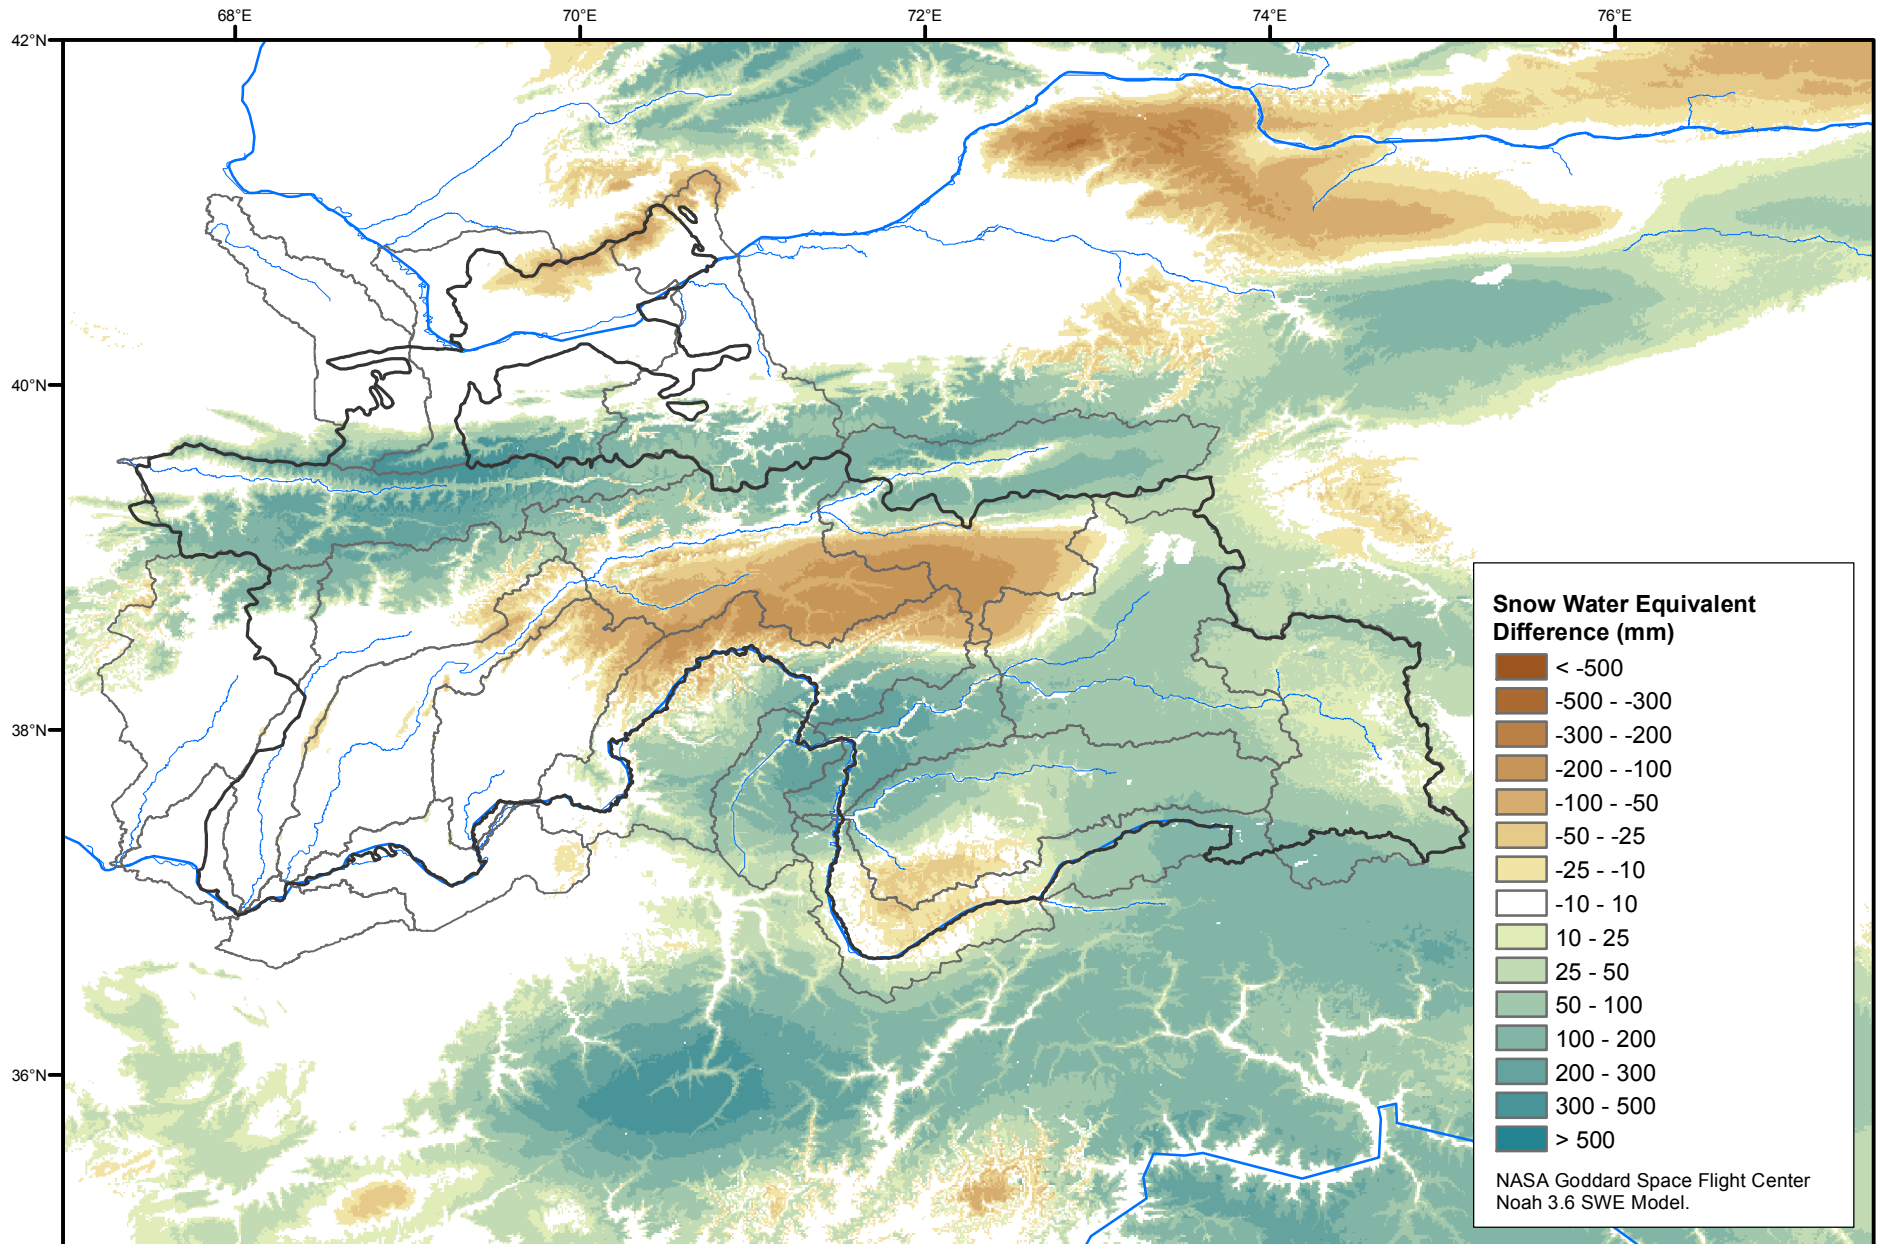 68°E 70°E 72°E 74°E 76°E
42°N
40°N
38°N
36°N
Snow Water Equivalent
Difference (mm)
< -500
-500 - -300
-300 - -200
-200 - -100
-100 - -50
-50 - -25
-25 - -10
-10 - 10
10 - 25
25 - 50
50 - 100
100 - 200
200 - 300
300 - 500
> 500
NASA Goddard Space Flight Center
Noah 3.6 SWE Model.